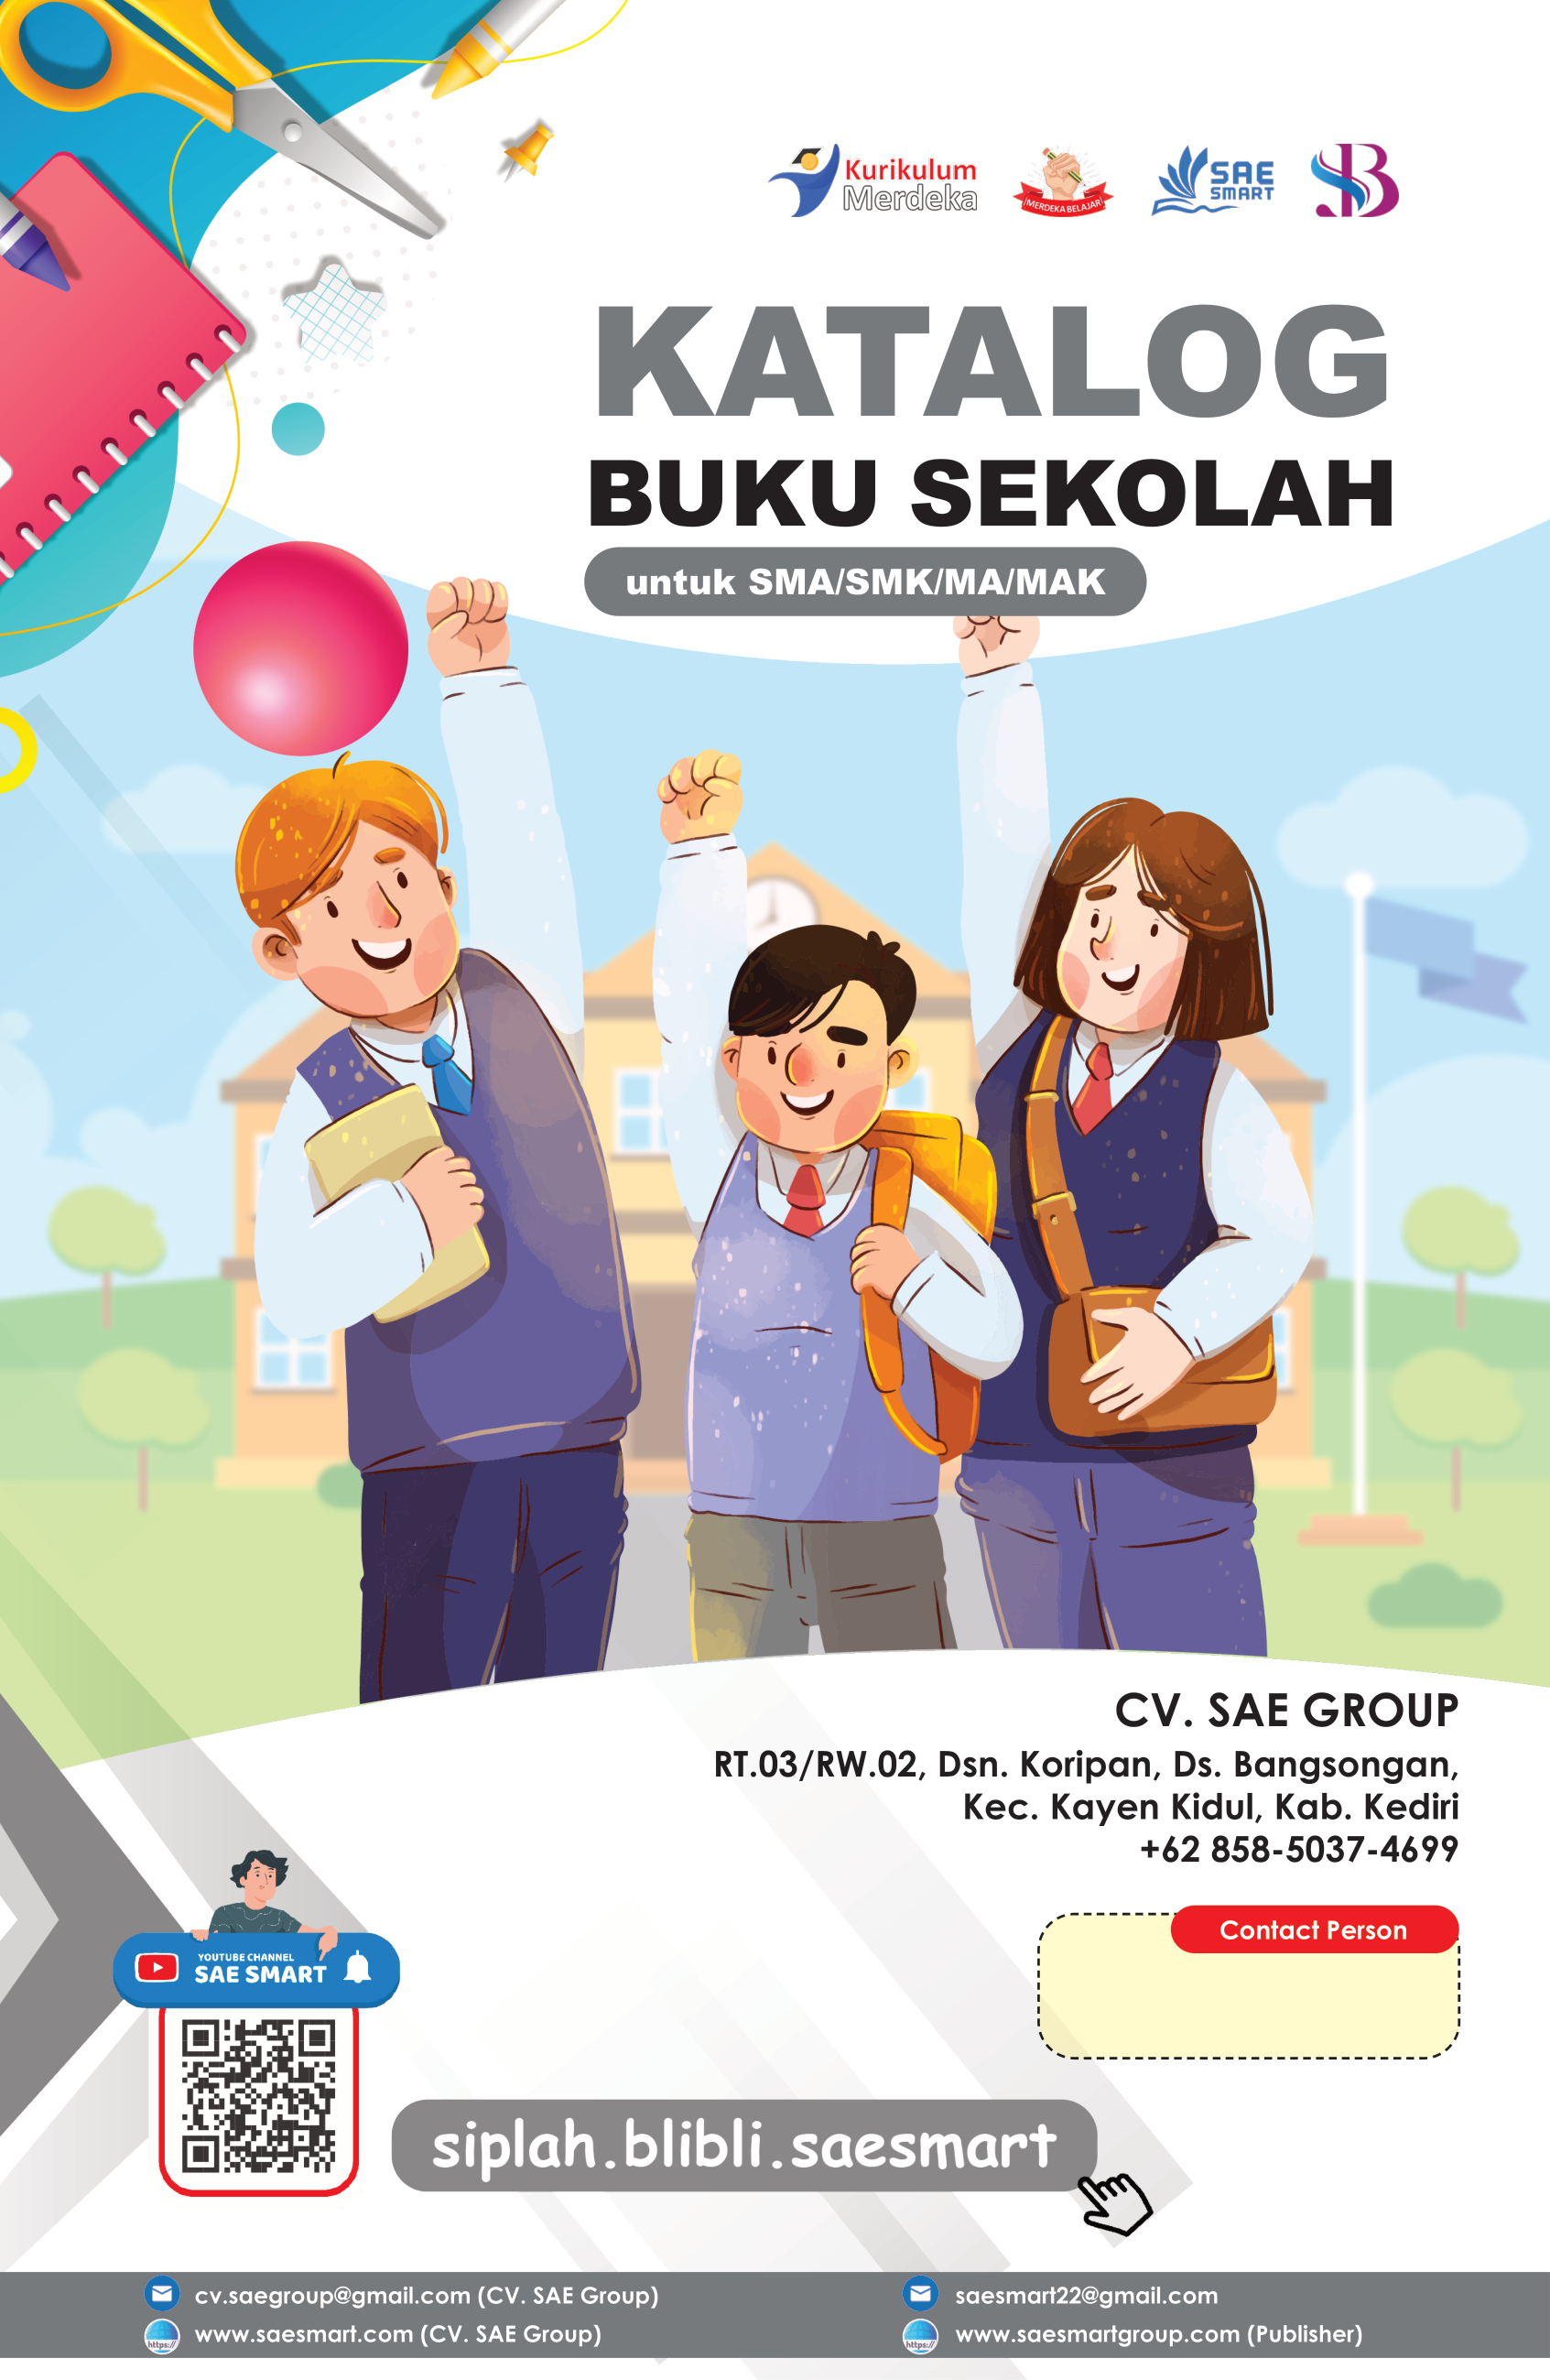 Kurikulum
Merdeka
MERDEKA BELAJAR
SAE
SMART
SB
KATALOG
BUKU SEKOLAH
untuk SMA/SMK/MA/MAK
CV. SAE GROUP
RT.03/RW.02, Dsn. Koripan, Ds. Bangsongan,
Kec. Kayen Kidul, Kab. Kediri
+62 858-5037-4699
Contact Person
YOUTUBE CHANNEL
SAE SMART
siplah.blibli.saesmart
cv.saegroup@gmail.com (CV. SAE Group)
https://
www.saesmart.com (CV. SAE Group)
saesmart22@gmail.com
https://
www.saesmartgroup.com (Publisher)